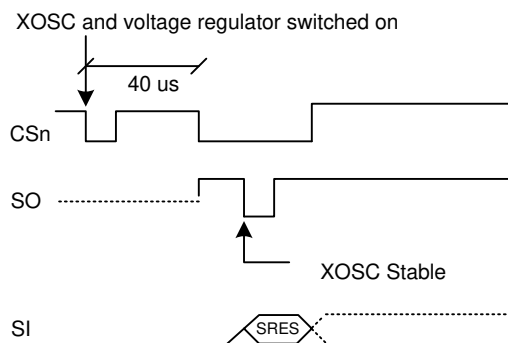 XOSC and voltage regulator switched on
40 us
CSn
SO
XOSC Stable
SI
SRES